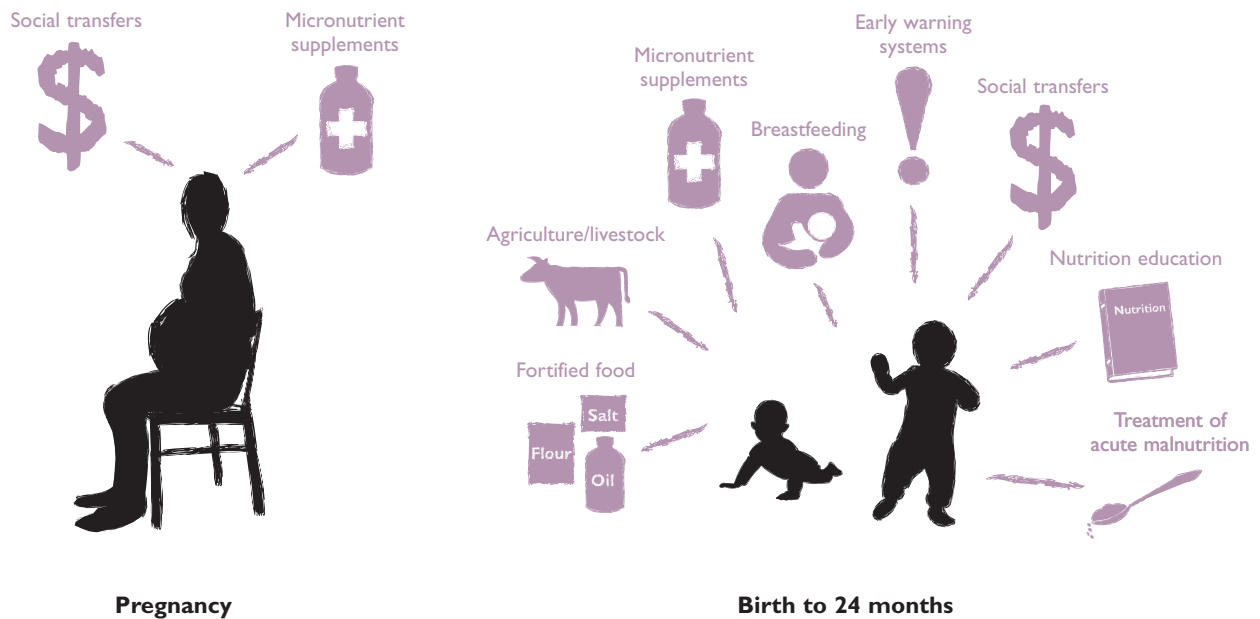 Social transfers
Micronutrient
supplements
Pregnancy
Early warning
systems
Micronutrient
supplements
Social transfers
Breastfeeding
Agriculture/livestock
Nutrition education
Nutrition
Fortified food
Salt
Flour
Oil
Treatment of
acute malnutrition
Birth to 24 months